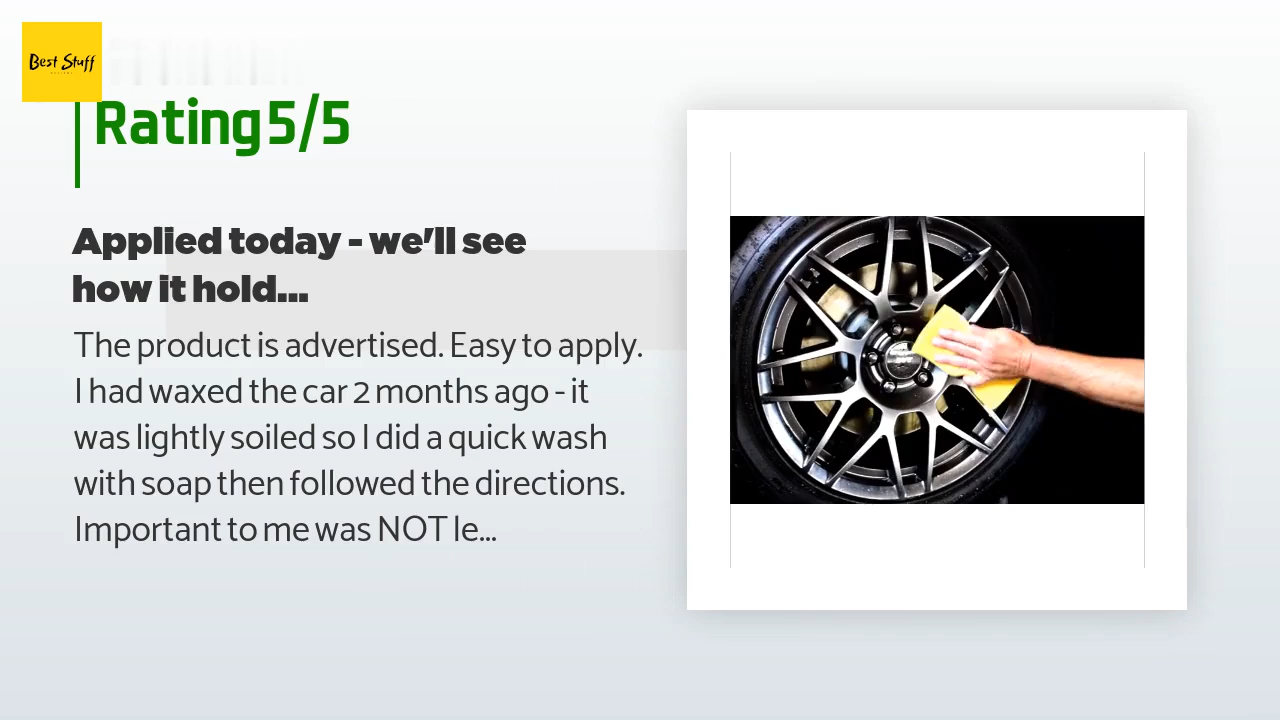 Best Stuff
Rating 5/5
Applied today - we'll see
how it hold...
The product is advertised. Easy to apply.
I had waxed the car 2 months ago - it
was lightly soiled so I did a quick wash
with soap then followed the directions.
Important to me was NOT le...